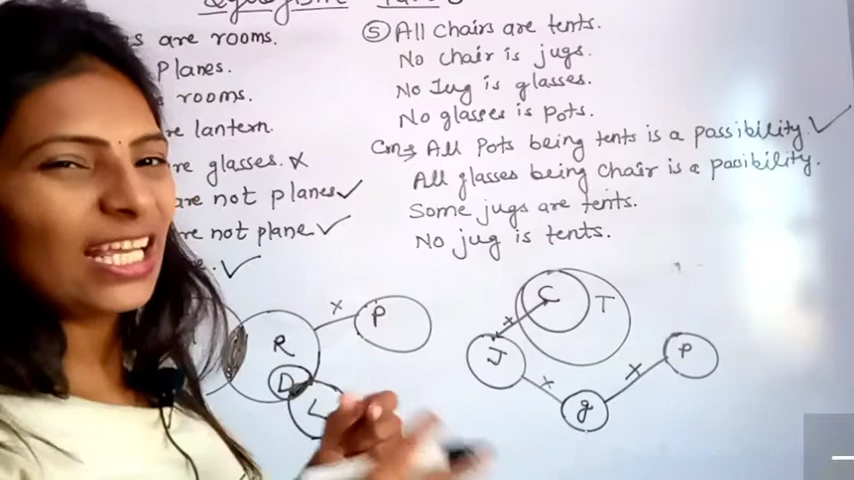 are rooms.
Planes.
rooms.
lantern.
glasses. x
are not planes ✓
are not plane ✓
✓
⑤ All chairs are tents.
No chair is jugs.
No Jug is glasses.
No glasses is pots.
Cm→ All Pots being tents is a possibility. ✓
All glasses being chair is a possibility.
Some jugs are tents.
No jug is tents.
R
x
P
D
L
C
T
x
J
x
g
x
P